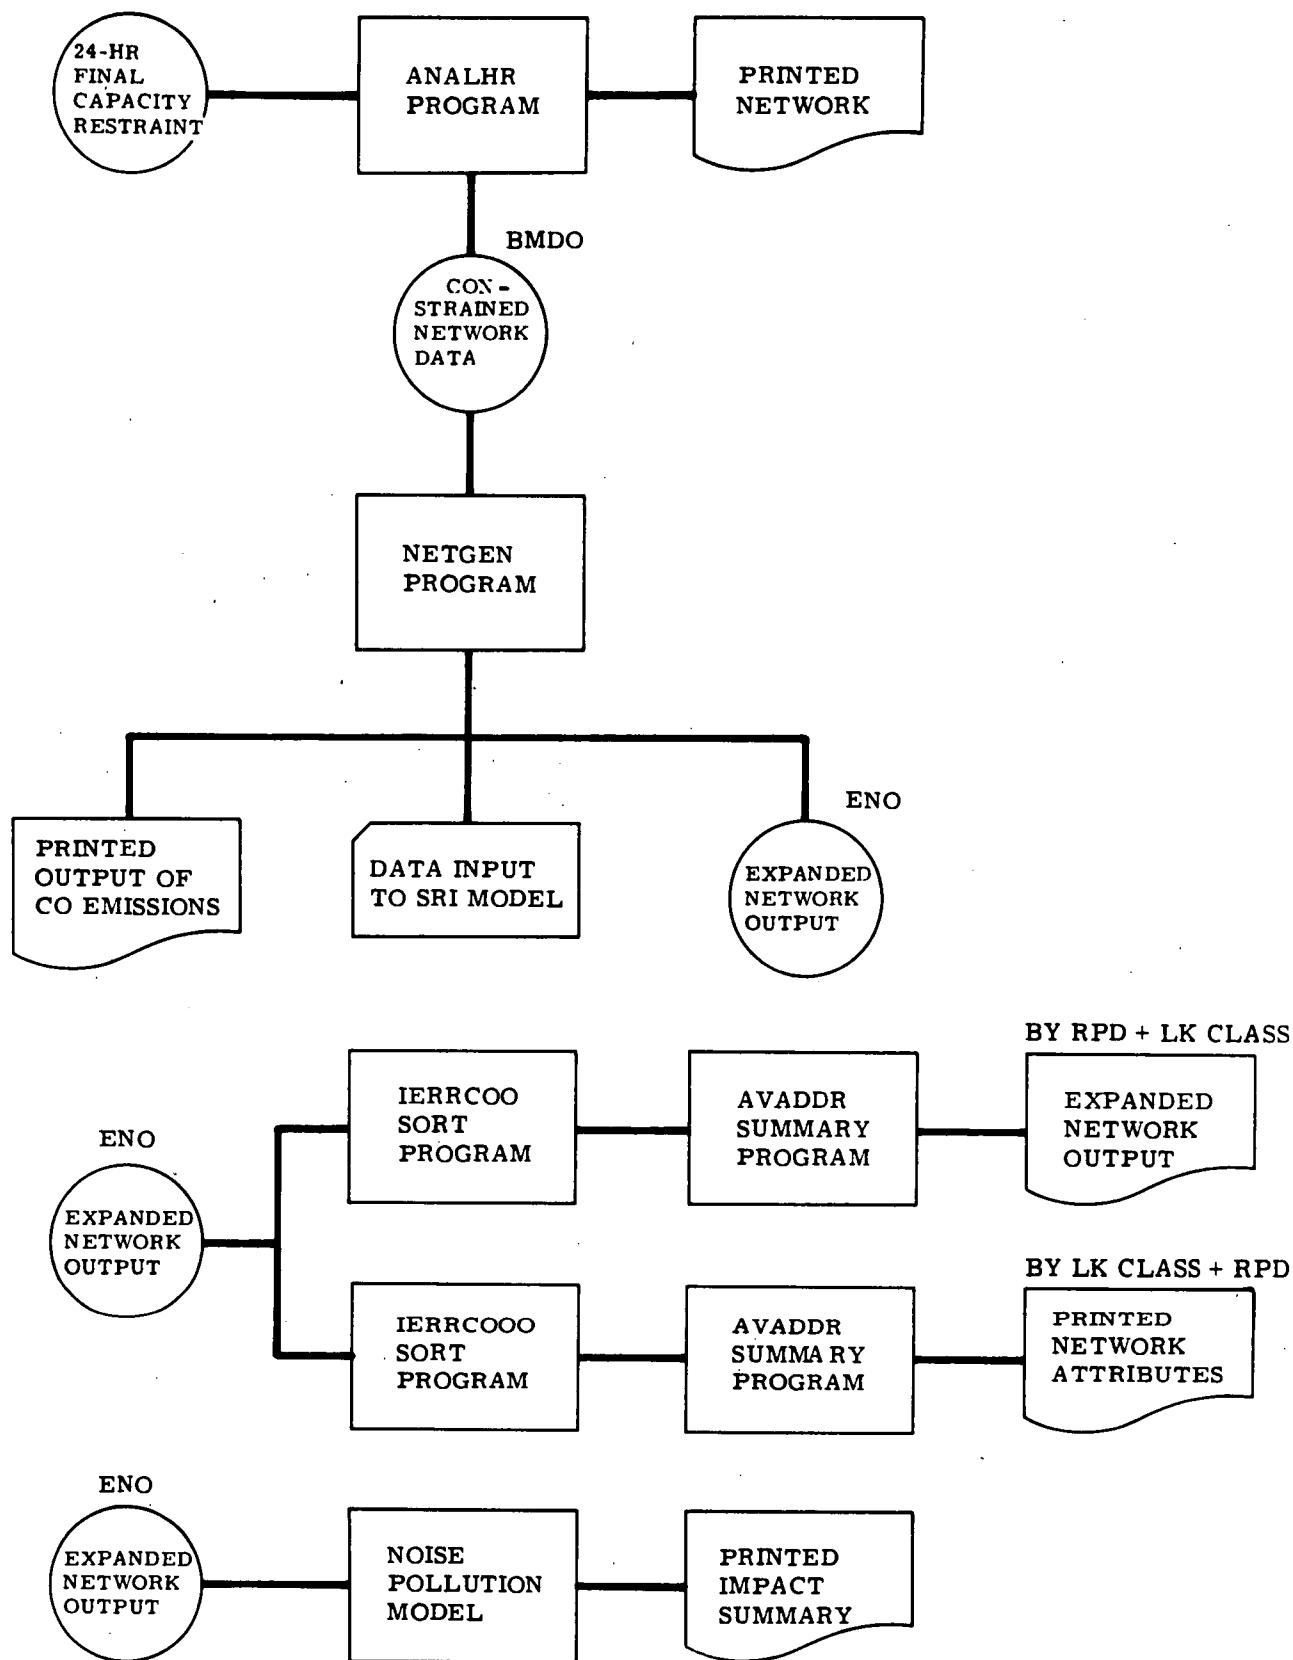 24-HR
FINAL
CAPACITY
RESTRAINT
ANALHR
PROGRAM
PRINTED
NETWORK
BMDO
CON-
STRAINED
NETWORK
DATA
NETGEN
PROGRAM
PRINTED
OUTPUT OF
CO EMISSIONS
DATA INPUT
TO SRI MODEL
ENO
EXPANDED
NETWORK
OUTPUT
ENO
EXPANDED
NETWORK
OUTPUT
IERRCOO
SORT
PROGRAM
AVADDR
SUMMARY
PROGRAM
BY RPD + LK CLASS
EXPANDED
NETWORK
OUTPUT
IERRCOOO
SORT
PROGRAM
AVADDR
SUMMARY
PROGRAM
BY LK CLASS + RPD
PRINTED
NETWORK
ATTRIBUTES
ENO
EXPANDED
NETWORK
OUTPUT
NOISE
POLLUTION
MODEL
PRINTED
IMPACT
SUMMARY